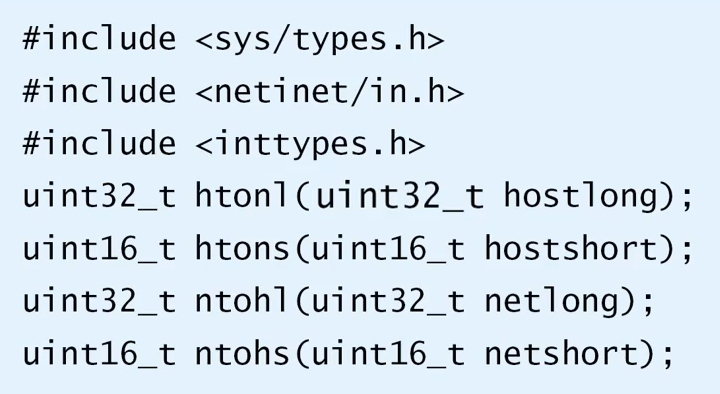 #include <sys/types.h>
#include <netinet/in.h>
#include <inttypes.h>
uint32_t htonl(uint32_t hostlong);
uint16_t htons(uint16_t hostshort);
uint32_t ntohl(uint32_t netlong);
uint16_t ntohs(uint16_t netshort);